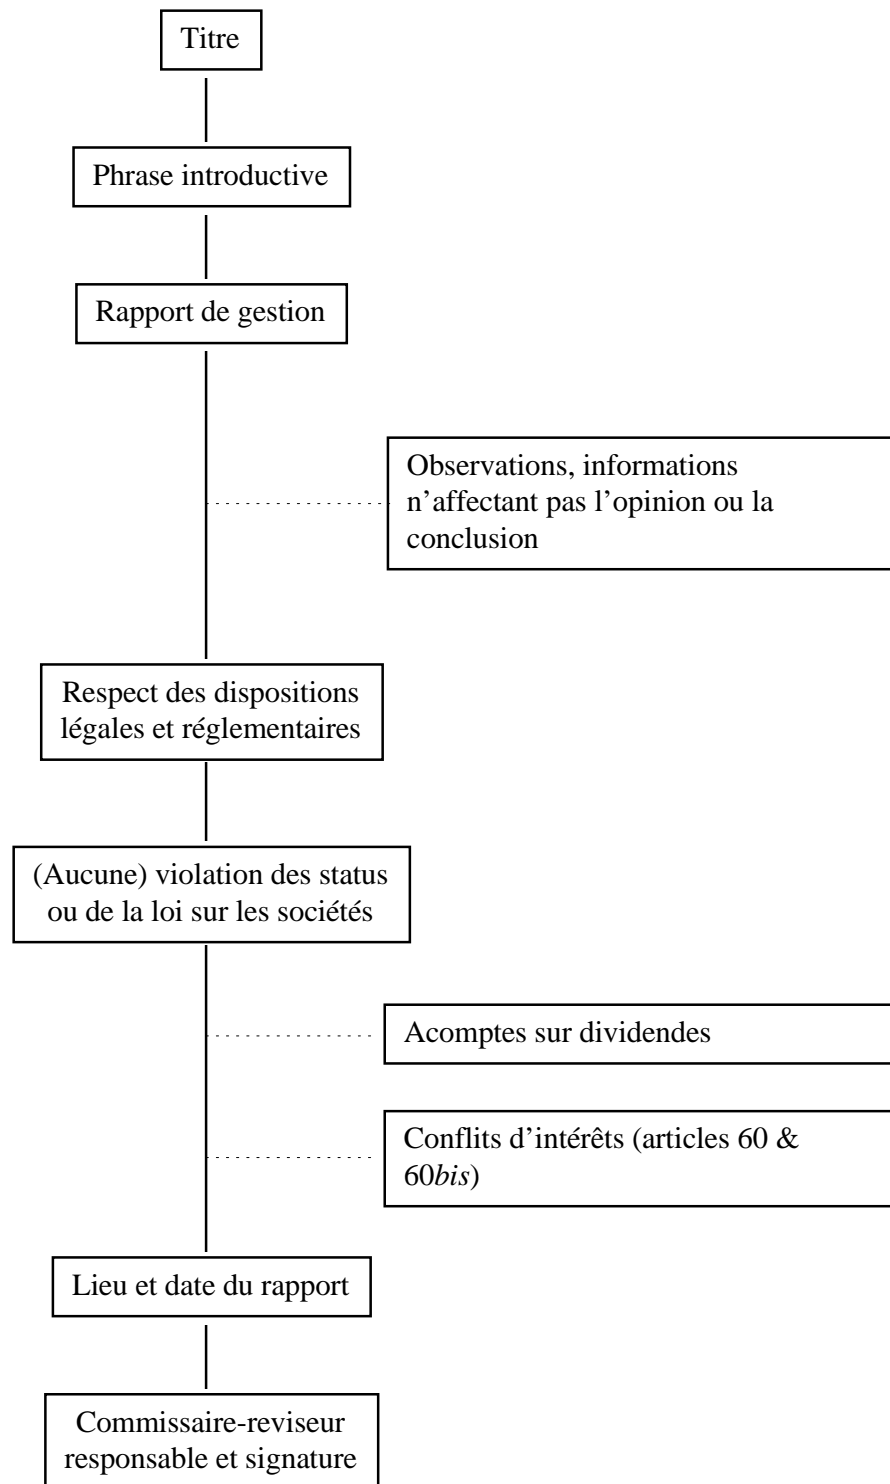 Titre
Phrase introductive
Rapport de gestion
Observations, informations
n’affectant pas l’opinion ou la
conclusion
Respect des dispositions
légales et réglementaires
(Aucune) violation des status
ou de la loi sur les sociétés
Acomptes sur dividendes
Conflits d’intérêts (articles 60 &
60bis)
Lieu et date du rapport
Commissaire-reviseur
responsable et signature